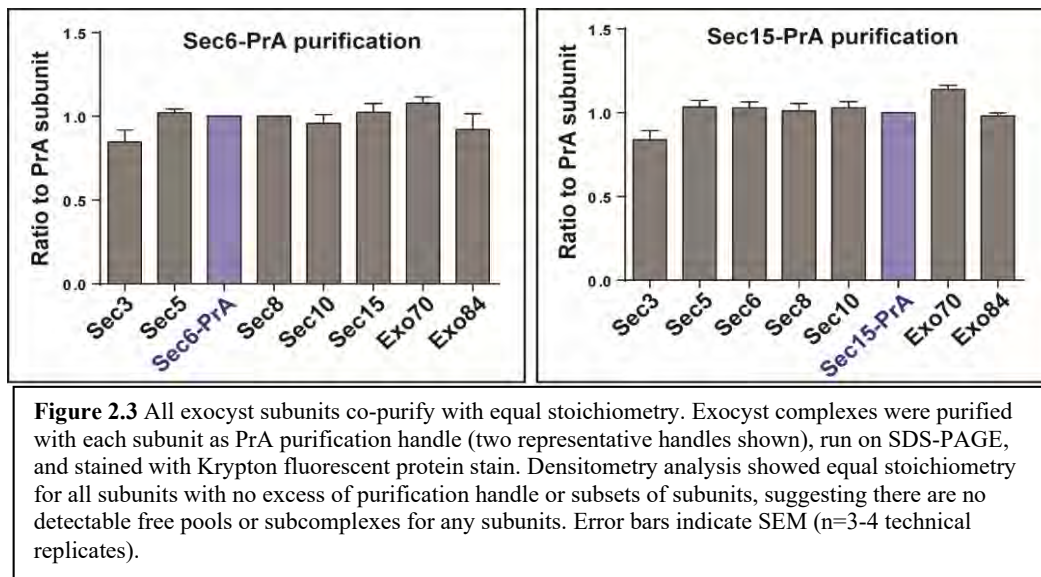 Sec6-PrA purification
Ratio to PrA subunit
1.5
1.0
0.5
0.0
Sec3
Sec5
Sec6-PrA
Sec8
Sec10
Sec15
Exo70
Exo84
Sec15-PrA purification
Ratio to PrA subunit
1.5
1.0
0.5
0.0
Sec3
Sec5
Sec6
Sec8
Sec10
Sec15-PrA
Exo70
Exo84
Figure 2.3 All exocyst subunits co-purify with equal stoichiometry. Exocyst complexes were purified
with each subunit as PrA purification handle (two representative handles shown), run on SDS-PAGE,
and stained with Krypton fluorescent protein stain. Densitometry analysis showed equal stoichiometry
for all subunits with no excess of purification handle or subsets of subunits, suggesting there are no
detectable free pools or subcomplexes for any subunits. Error bars indicate SEM (n=3-4 technical
replicates).